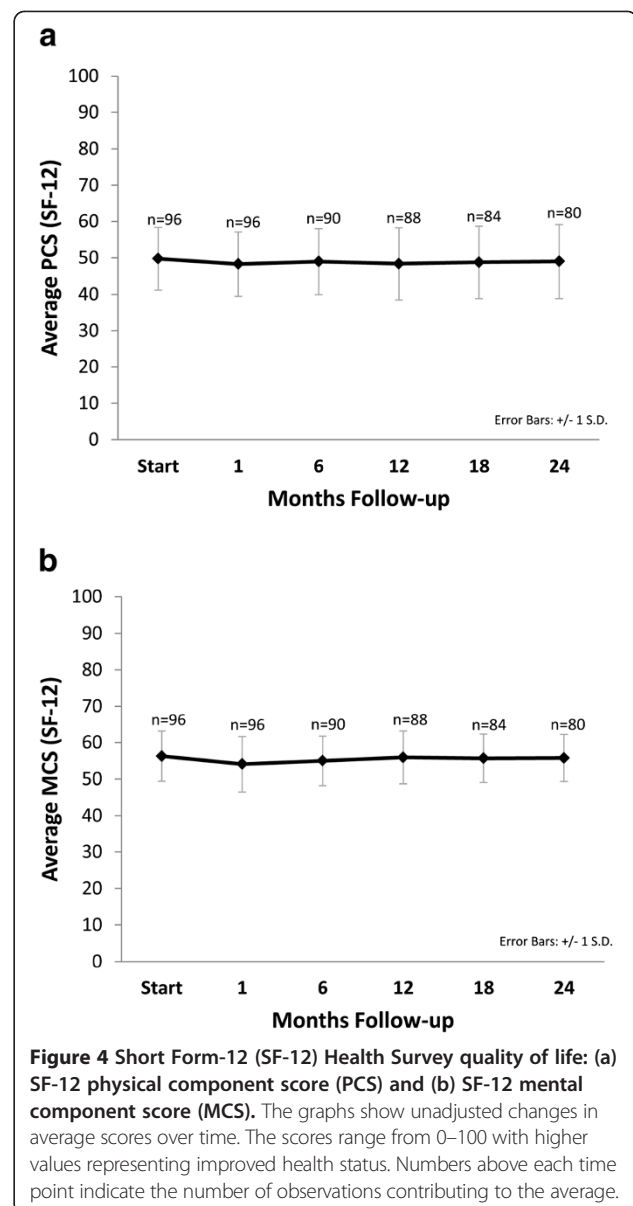 a
100
90
80
70
60
50
40
30
20
10
0
Average PCS (SF-12)
n=96 n=96 n=90 n=88 n=84 n=80
Error Bars: +/- 1 S.D.
Start 1 6 12 18 24
Months Follow-up
b
100
90
80
70
60
50
40
30
20
10
0
Average MCS (SF-12)
n=96 n=96 n=90 n=88 n=84 n=80
Error Bars: +/- 1 S.D.
Start 1 6 12 18 24
Months Follow-up
Figure 4 Short Form-12 (SF-12) Health Survey quality of life: (a)
SF-12 physical component score (PCS) and (b) SF-12 mental
component score (MCS). The graphs show unadjusted changes in
average scores over time. The scores range from 0–100 with higher
values representing improved health status. Numbers above each time
point indicate the number of observations contributing to the average.